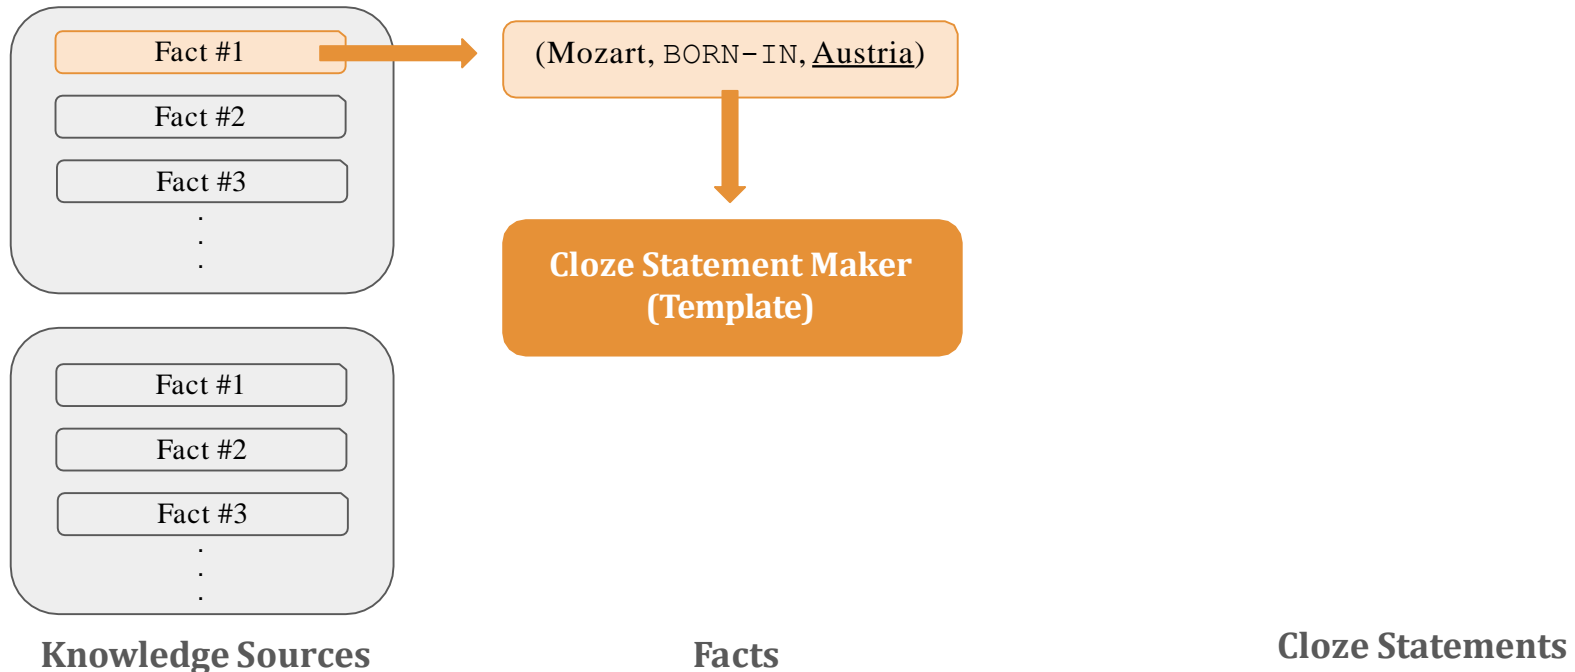 Fact #1
Fact #2
Fact #3
.
.
.
Fact #1
Fact #2
Fact #3
.
.
.
Knowledge Sources
(Mozart, BORN-IN, Austria)
Cloze Statement Maker
(Template)
Facts
Cloze Statements